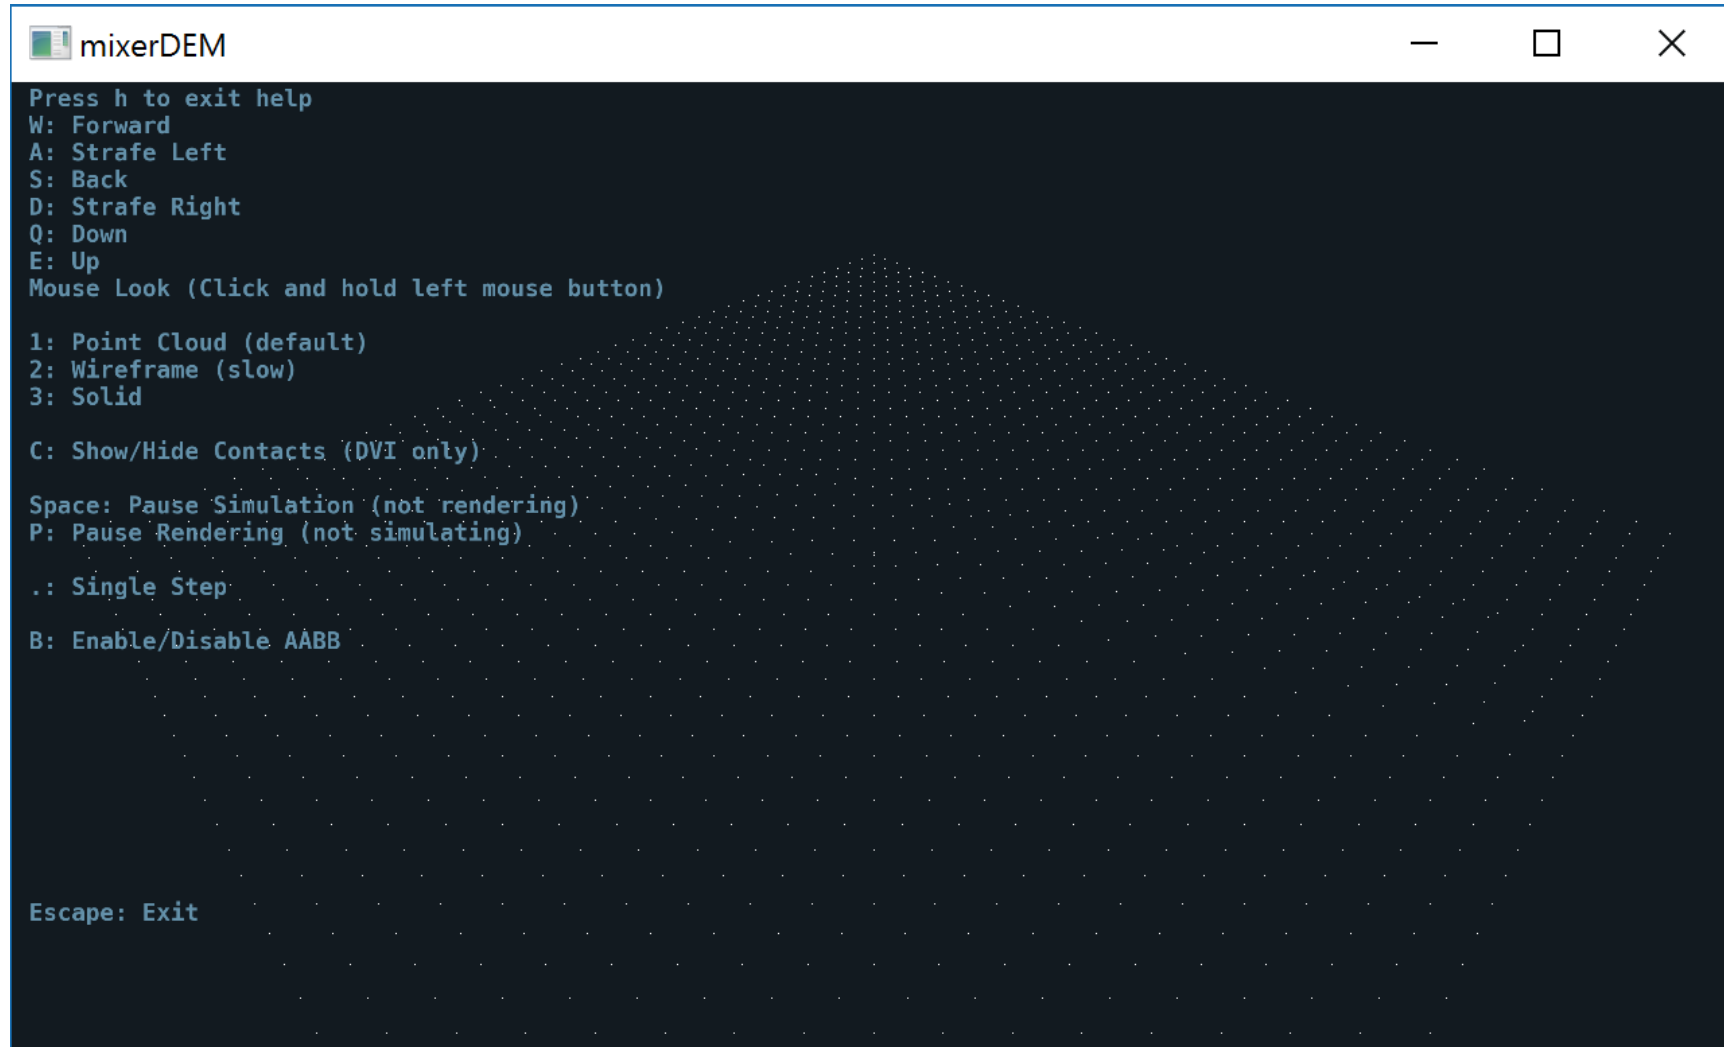 mixerDEM
Press h to exit help
W: Forward
A: Strafe Left
S: Back
D: Strafe Right
Q: Down
E: Up
Mouse Look (Click and hold left mouse button)
1: Point Cloud (default)
2: Wireframe (slow)
3: Solid
C: Show/Hide Contacts (DVI only)
Space: Pause Simulation (not rendering)
P: Pause Rendering (not simulating)
.: Single Step
B: Enable/Disable AABB
Escape: Exit